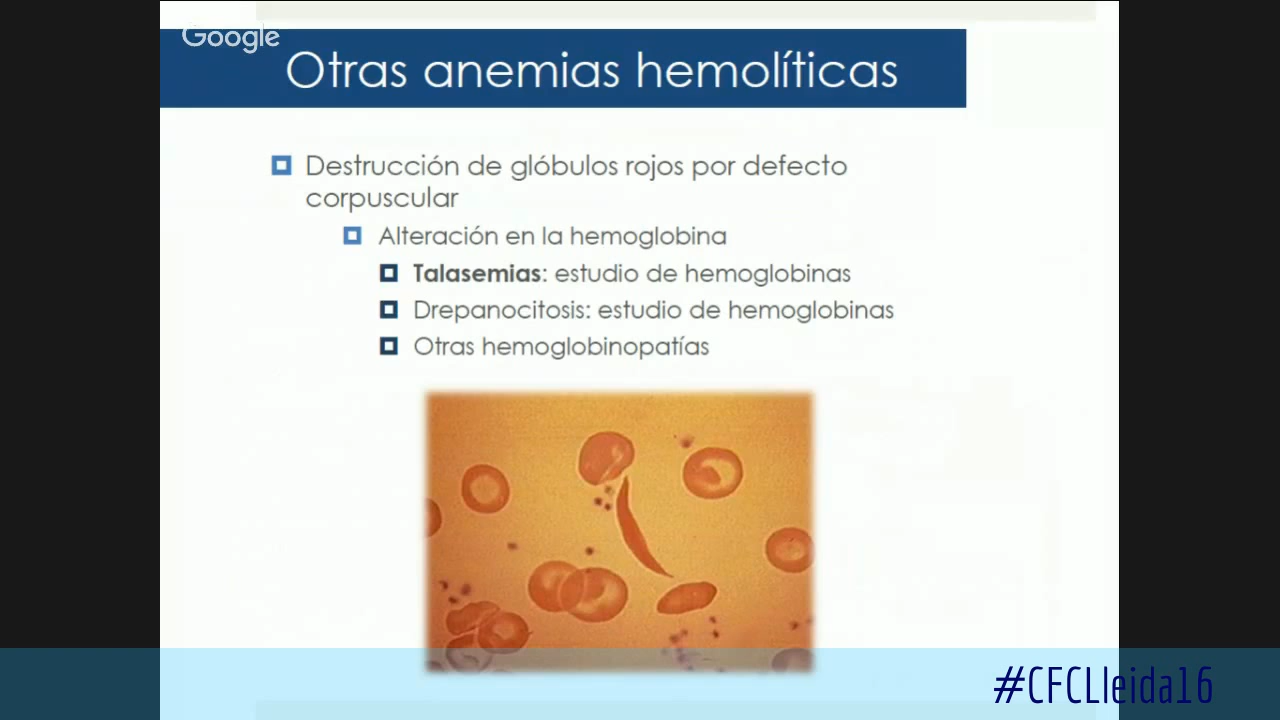 Google
Otras anemias hemolíticas
Destrucción de glóbulos rojos por defecto
corpuscular
Alteración en la hemoglobina
Talasemias: estudio de hemoglobinas
Drepanocitosis: estudio de hemoglobinas
Otras hemoglobinopatías
#CFCLleida16